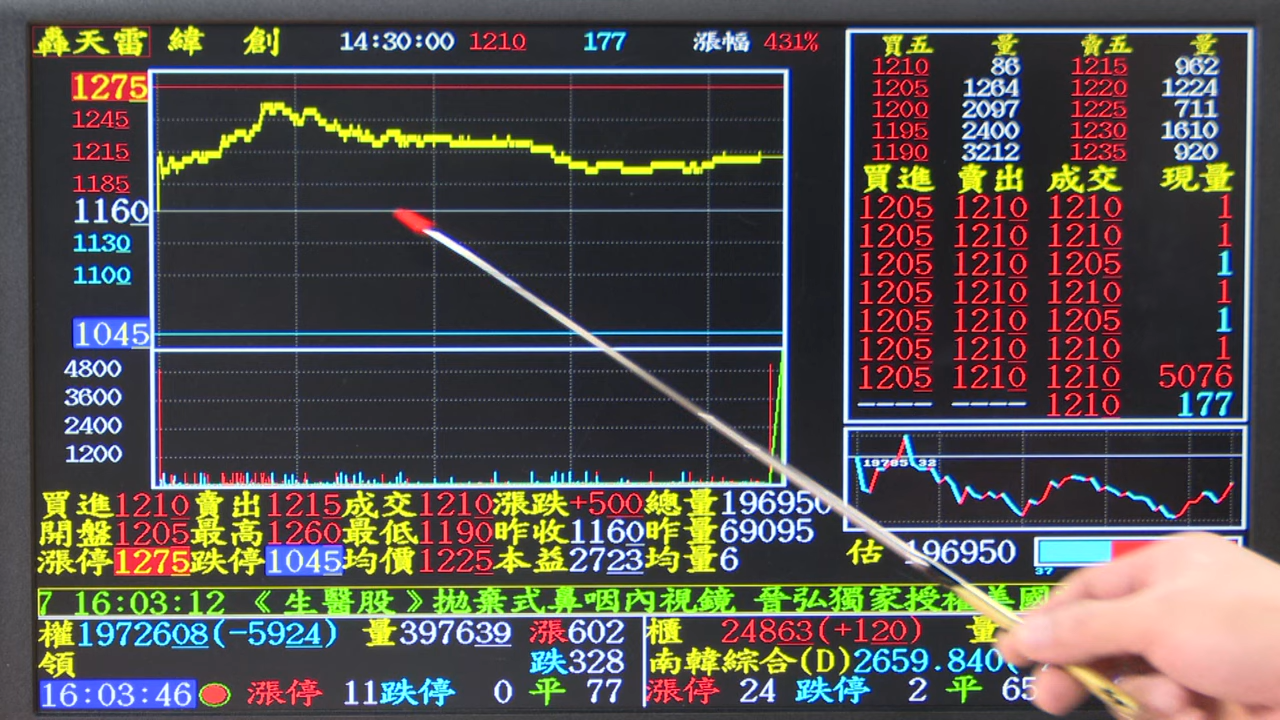 轟天雷 緯創 14:30:00 1210 177 漲幅 431%
1275
1245
1215
1185
1160
1130
1100
1045
4800
3600
2400
1200
買五 量 賣五 量
1210 86 1215 962
1205 1264 1220 1224
1200 2097 1225 711
1195 2400 1230 1610
1190 3212 1235 920
買進 賣出 成交 現量
1205 1210 1210 1
1205 1210 1210 1
1205 1210 1205 1
1205 1210 1210 1
1205 1210 1205 1
1205 1210 1210 1
1205 1210 1210 5076
---- ---- 1210 177
19785.32
買進1210賣出1215成交1210漲跌+500總量196950
開盤1205最高1260最低1190昨收1160昨量69095
漲停1275跌停1045均價1225本益2723均量6
估 196950
37
7 16:03:12 《生醫股》拋棄式鼻咽內視鏡 晉弘獨家授權美國
權1972608(-5924) 量397639 漲602
領 跌328
16:03:46 漲停 11跌停 0 平 77
櫃 24863(+120) 量
南韓綜合(D)2659.840(
漲停 24 跌停 2 平 65